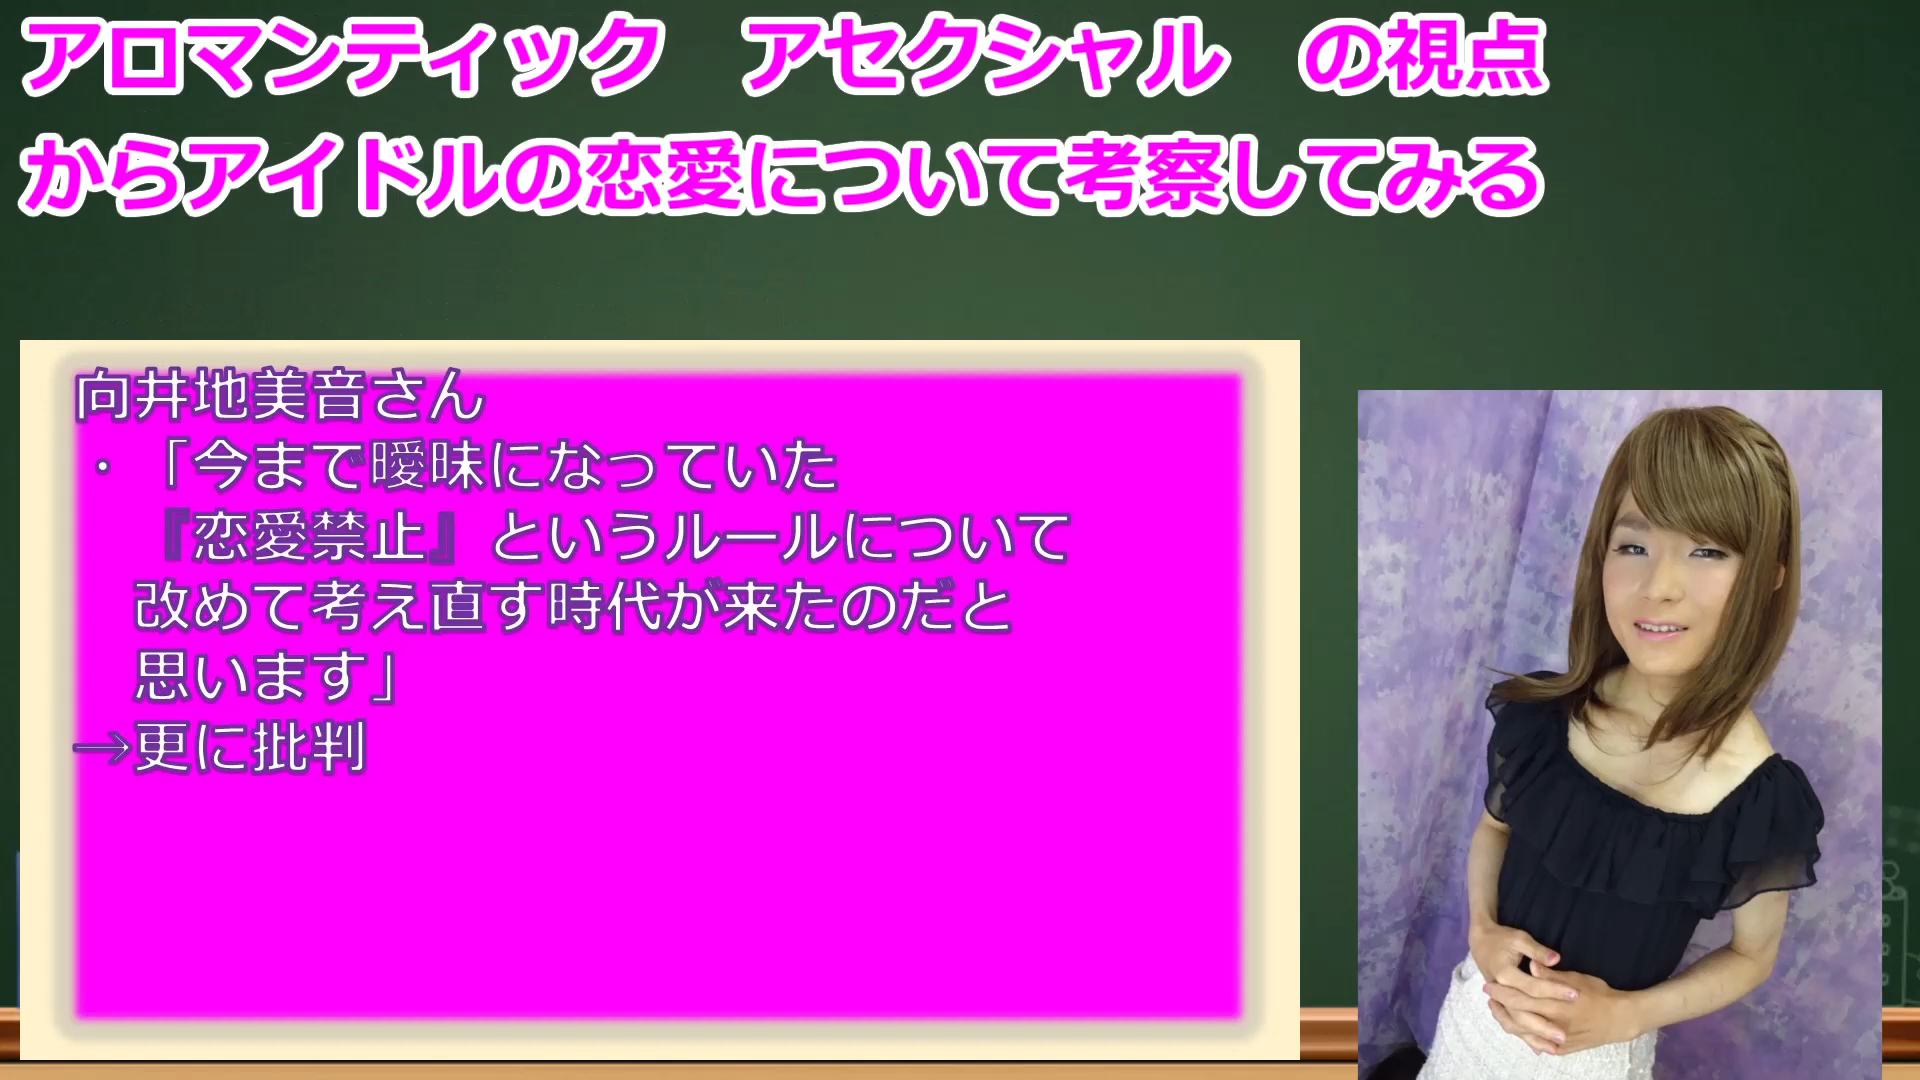 アロマンティック　アセクシャル　の視点
からアイドルの恋愛について考察してみる
向井地美音さん
・「今まで曖昧になっていた
『恋愛禁止』というルールについて
改めて考え直す時代が来たのだと
思います」
→更に批判